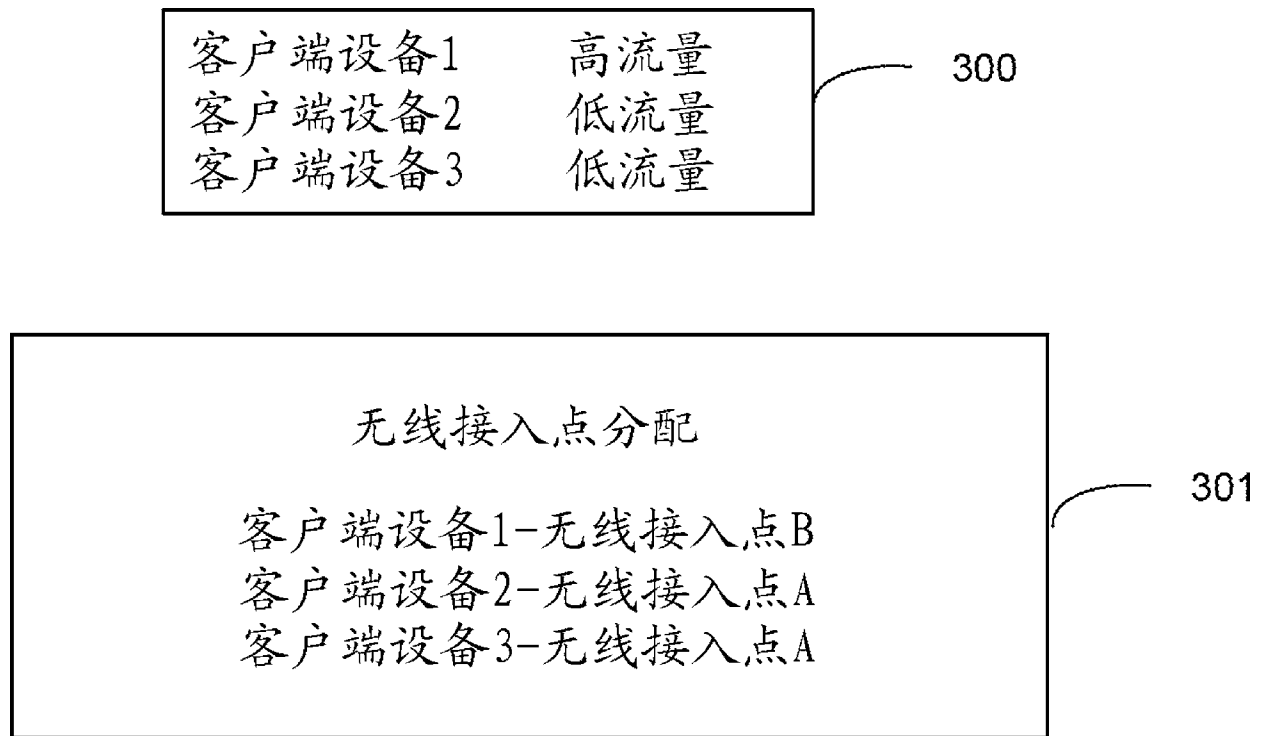 客户端设备1 高流量
客户端设备2 低流量
客户端设备3 低流量
300
无线接入点分配
客户端设备1-无线接入点B
客户端设备2-无线接入点A
客户端设备3-无线接入点A
301